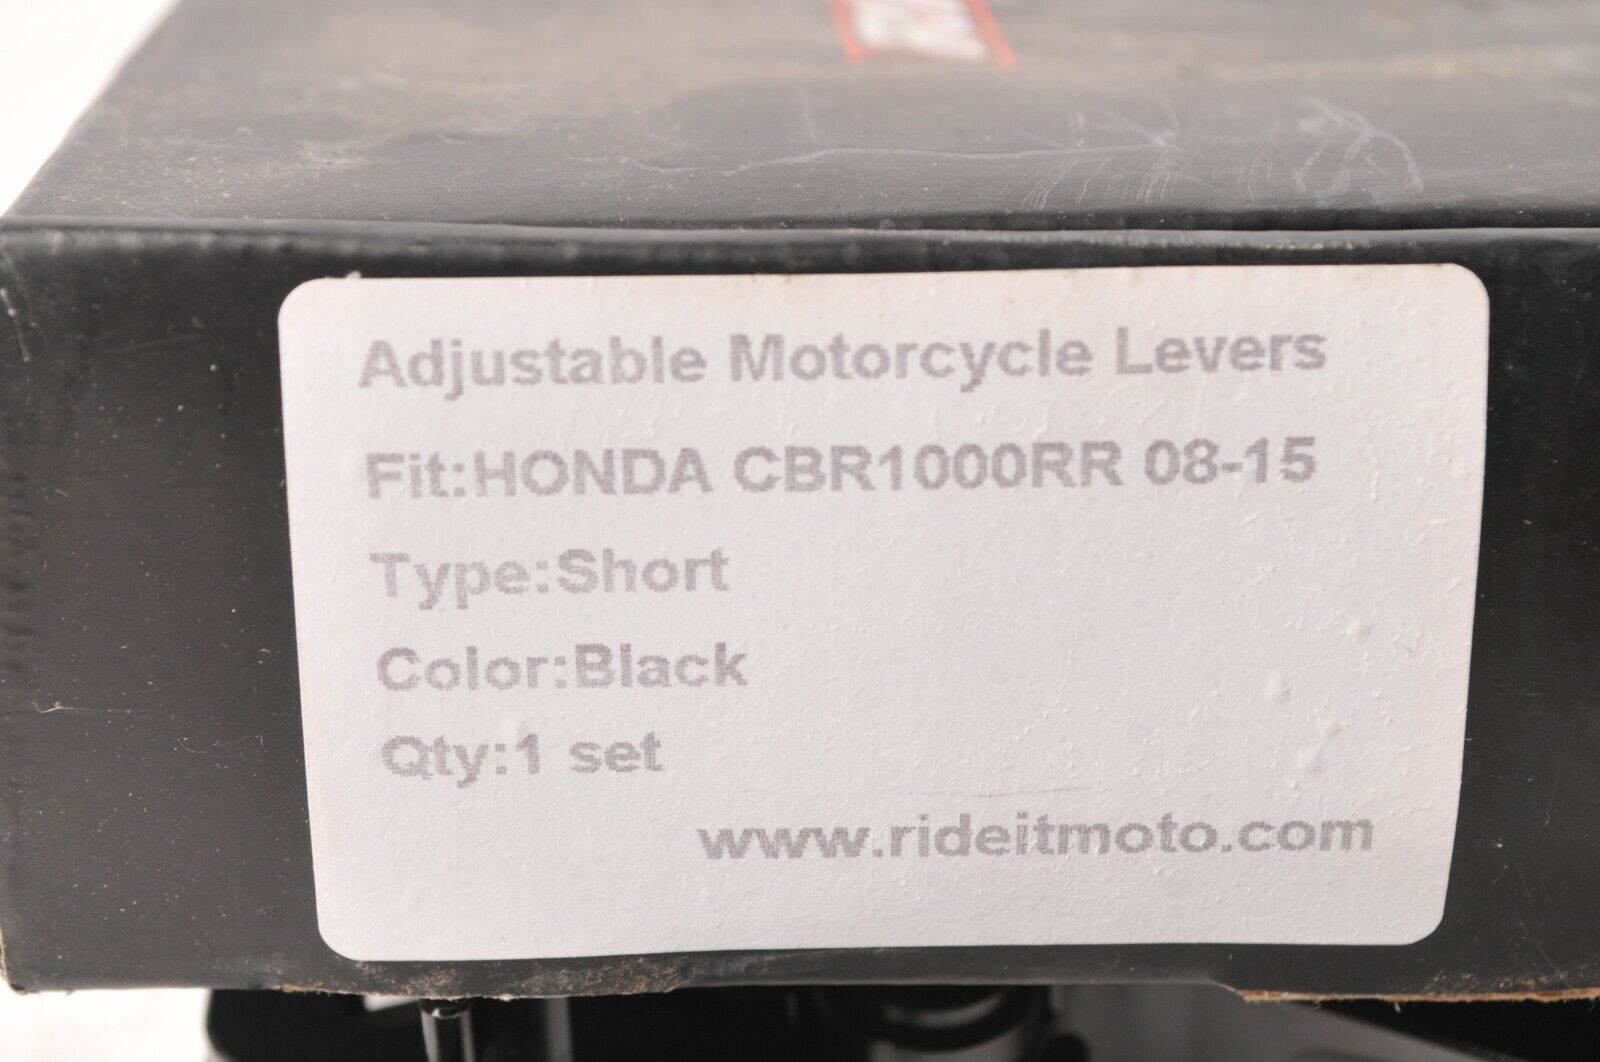 Adjustable Motorcycle Levers
Fit:HONDA CBR1000RR 08-15
Type:Short
Color:Black
Qty:1 set
www.rideitmoto.com